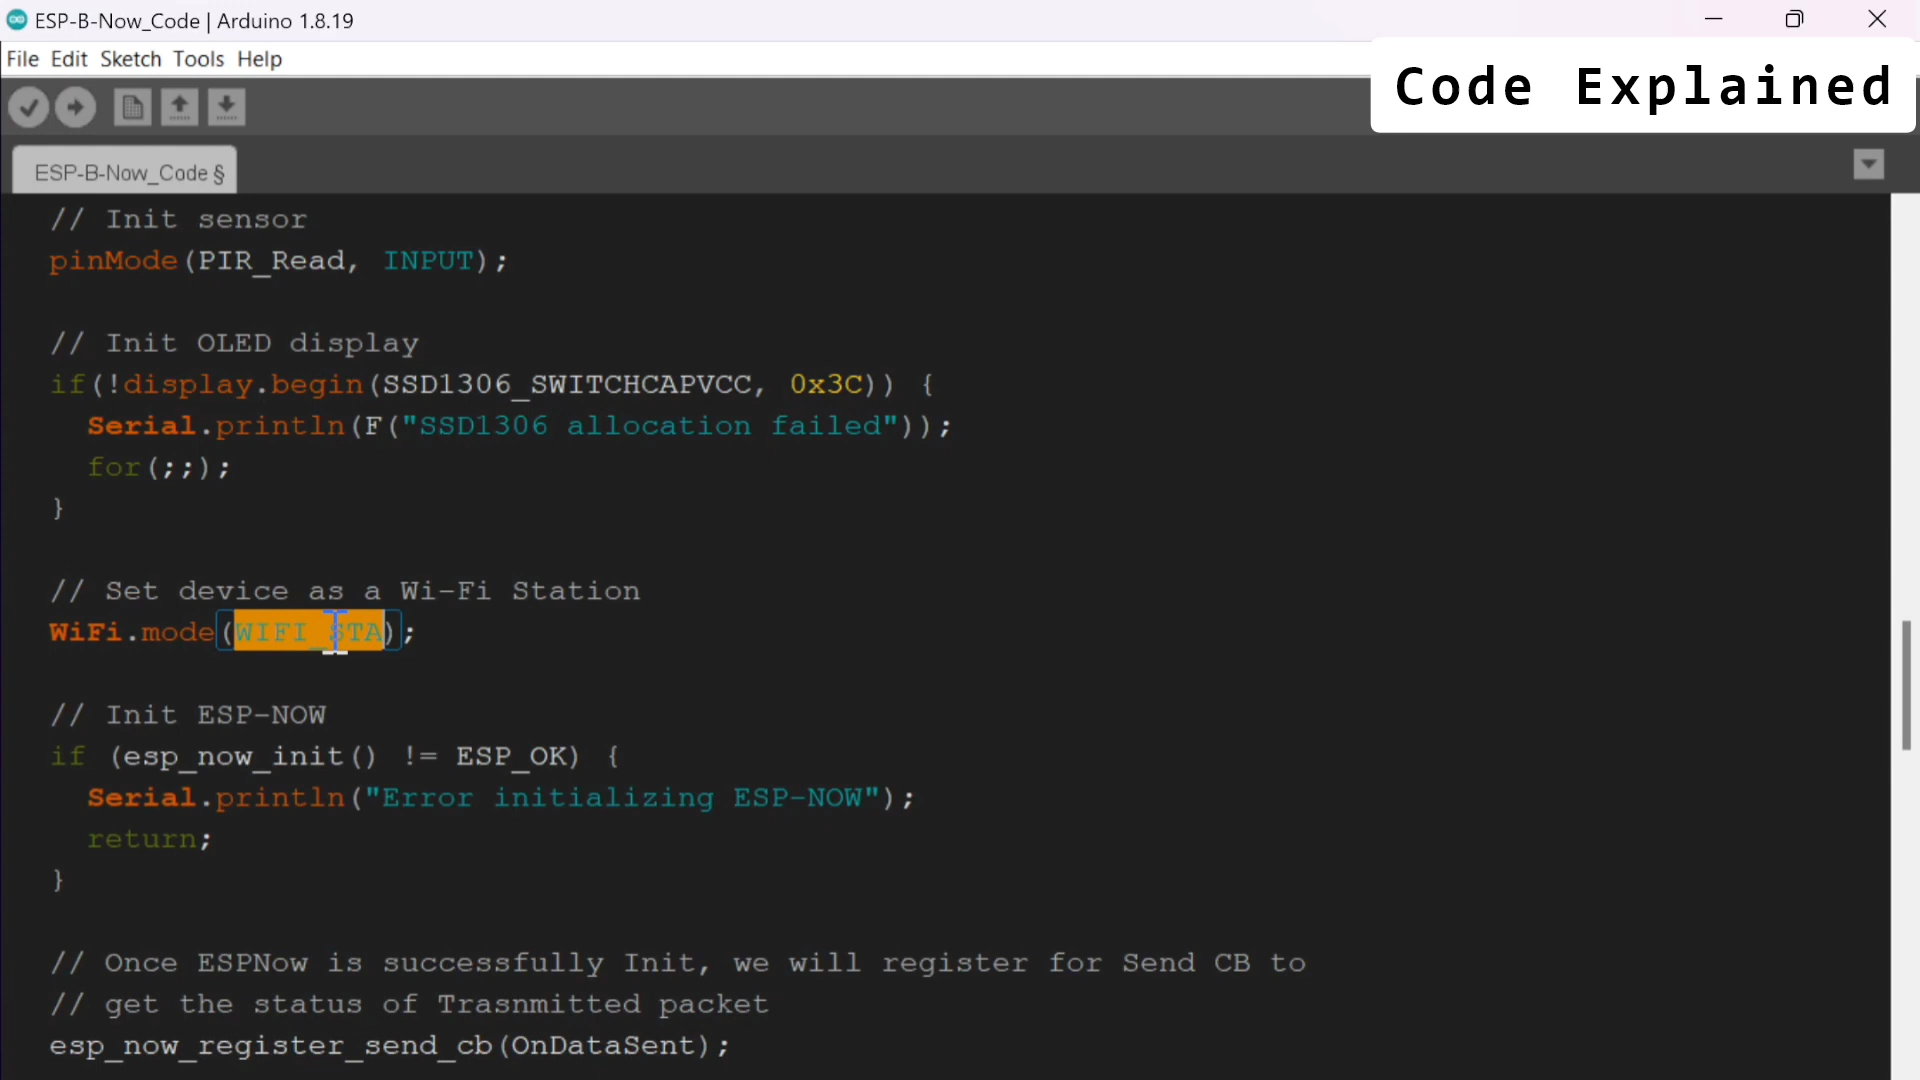 ESP-B-Now_Code | Arduino 1.8.19
File Edit Sketch Tools Help
Code Explained
ESP-B-Now_Code §
// Init sensor
pinMode(PIR_Read, INPUT);
// Init OLED display
if(!display.begin(SSD1306_SWITCHCAPVCC, 0x3C)) {
Serial.println(F("SSD1306 allocation failed"));
for(;;);
}
// Set device as a Wi-Fi Station
WiFi.mode(WIFI_STA);
// Init ESP-NOW
if (esp_now_init() != ESP_OK) {
Serial.println("Error initializing ESP-NOW");
return;
}
// Once ESPNow is successfully Init, we will register for Send CB to
// get the status of Trasnmitted packet
esp_now_register_send_cb(OnDataSent);